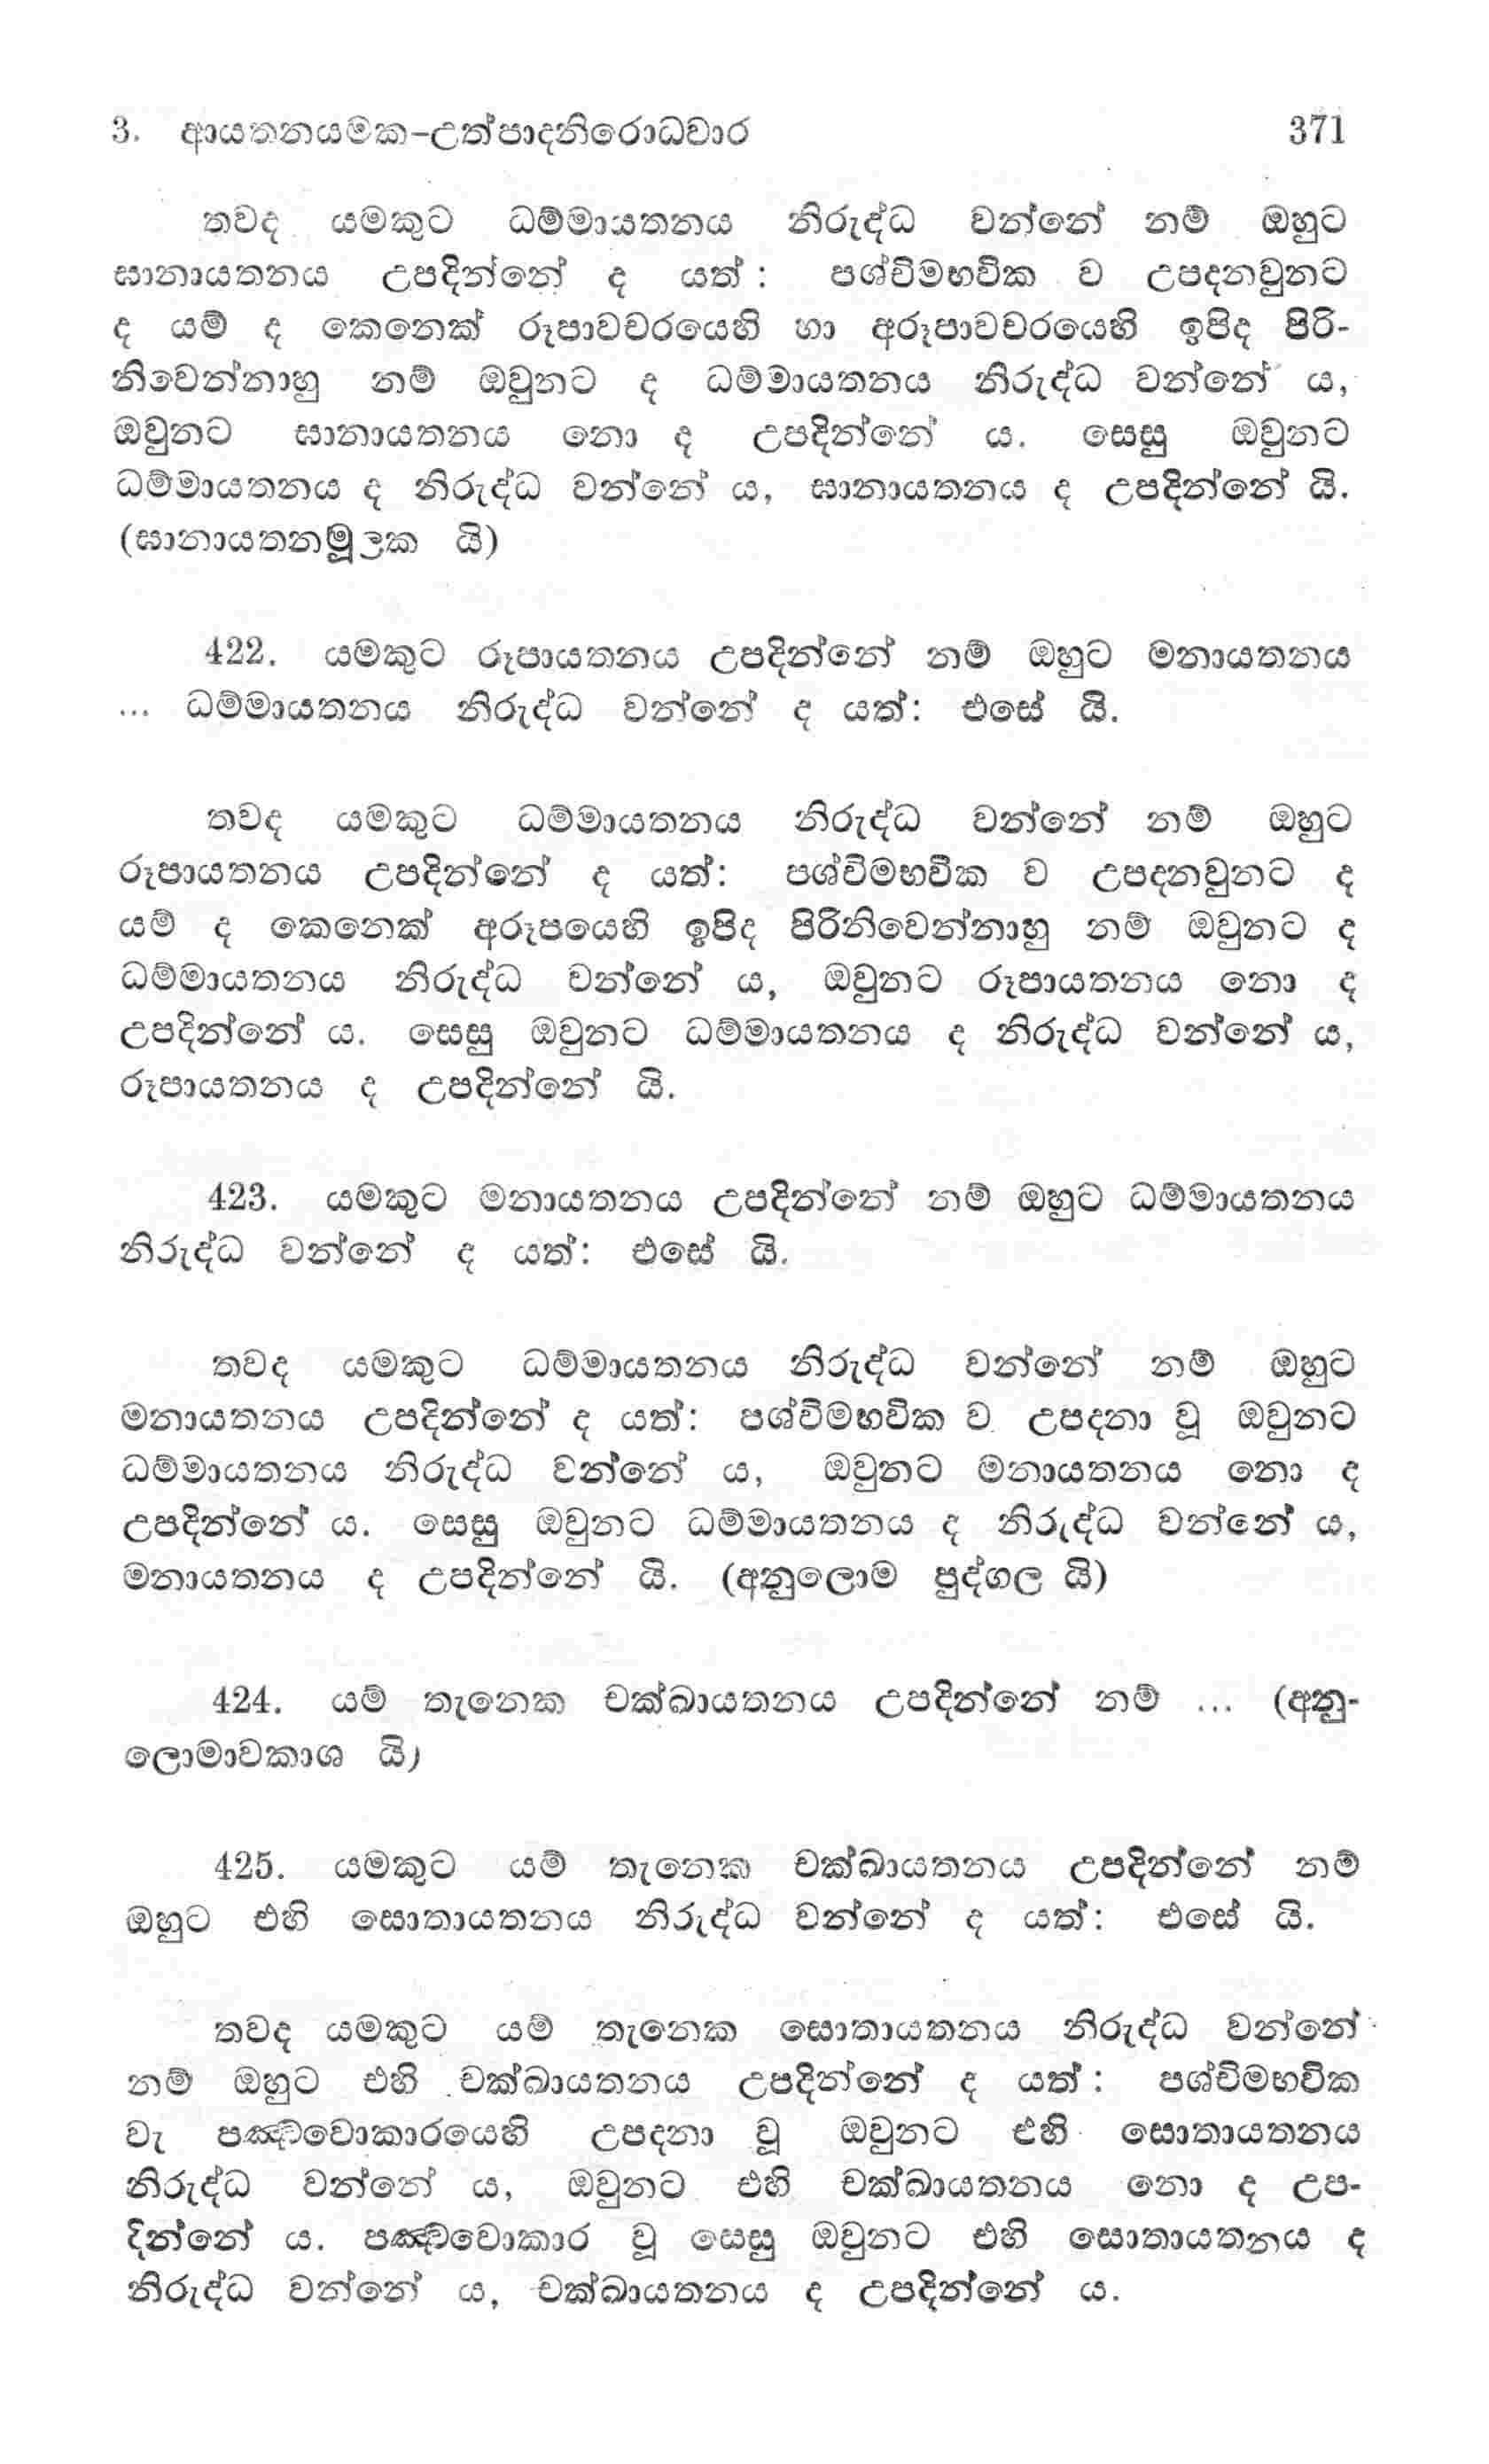 3. ආයතනයමක-උත්පාදනිරොධවාර 371
තවද යමකුට ධම්මායතනය නිරුද්ධ වන්නේ නම් ඔහුට
ඝානායතනය උපදින්නේ ද යත්: පශ්චිමභවික ව උපදනවුනට
ද යම් ද කෙනෙක් රූපාවචරයෙහි හා අරූපාවචරයෙහි ඉපිද පිරි-
නිවෙන්නාහු නම් ඔවුනට ද ධම්මායතනය නිරුද්ධ වන්නේ ය,
ඔවුනට ඝානායතනය නො ද උපදින්නේ ය. සෙසු ඔවුනට
ධම්මායතනය ද නිරුද්ධ වන්නේ ය, ඝානායතනය ද උපදින්නේ යි.
(ඝානායතනමූලක යි)
422. යමකුට රූපායතනය උපදින්නේ නම් ඔහුට මනායතනය
... ධම්මායතනය නිරුද්ධ වන්නේ ද යත්: එසේ යි.
තවද යමකුට ධම්මායතනය නිරුද්ධ වන්නේ නම් ඔහුට
රූපායතනය උපදින්නේ ද යත්: පශ්චිමභවික ව උපදනවුනට ද
යම් ද කෙනෙක් අරූපයෙහි ඉපිද පිරිනිවෙන්නාහු නම් ඔවුනට ද
ධම්මායතනය නිරුද්ධ වන්නේ ය, ඔවුනට රූපායතනය නො ද
උපදින්නේ ය. සෙසු ඔවුනට ධම්මායතනය ද නිරුද්ධ වන්නේ ය,
රූපායතනය ද උපදින්නේ යි.
423. යමකුට මනායතනය උපදින්නේ නම් ඔහුට ධම්මායතනය
නිරුද්ධ වන්නේ ද යත්: එසේ යි.
තවද යමකුට ධම්මායතනය නිරුද්ධ වන්නේ නම් ඔහුට
මනායතනය උපදින්නේ ද යත්: පශ්චිමභවික ව උපදනා වූ ඔවුනට
ධම්මායතනය නිරුද්ධ වන්නේ ය, ඔවුනට මනායතනය නො ද
උපදින්නේ ය. සෙසු ඔවුනට ධම්මායතනය ද නිරුද්ධ වන්නේ ය,
මනායතනය ද උපදින්නේ යි. (අනුලොම පුද්ගල යි)
424. යම් තැනෙක චක්ඛායතනය උපදින්නේ නම් ... (අනු-
ලොමාවකාශ යි)
425. යමකුට යම් තැනෙක චක්ඛායතනය උපදින්නේ නම්
ඔහුට එහි සොතායතනය නිරුද්ධ වන්නේ ද යත්: එසේ යි.
තවද යමකුට යම් තැනෙක සොතායතනය නිරුද්ධ වන්නේ
නම් ඔහුට එහි චක්ඛායතනය උපදින්නේ ද යත්: පශ්චිමභවික
වැ පඤ්චවොකාරයෙහි උපදනා වූ ඔවුනට එහි සොතායතනය
නිරුද්ධ වන්නේ ය, ඔවුනට එහි චක්ඛායතනය නො ද උප-
දින්නේ ය. පඤ්චවොකාර වූ සෙසු ඔවුනට එහි සොතායතනය ද
නිරුද්ධ වන්නේ ය, චක්ඛායතනය ද උපදින්නේ ය.